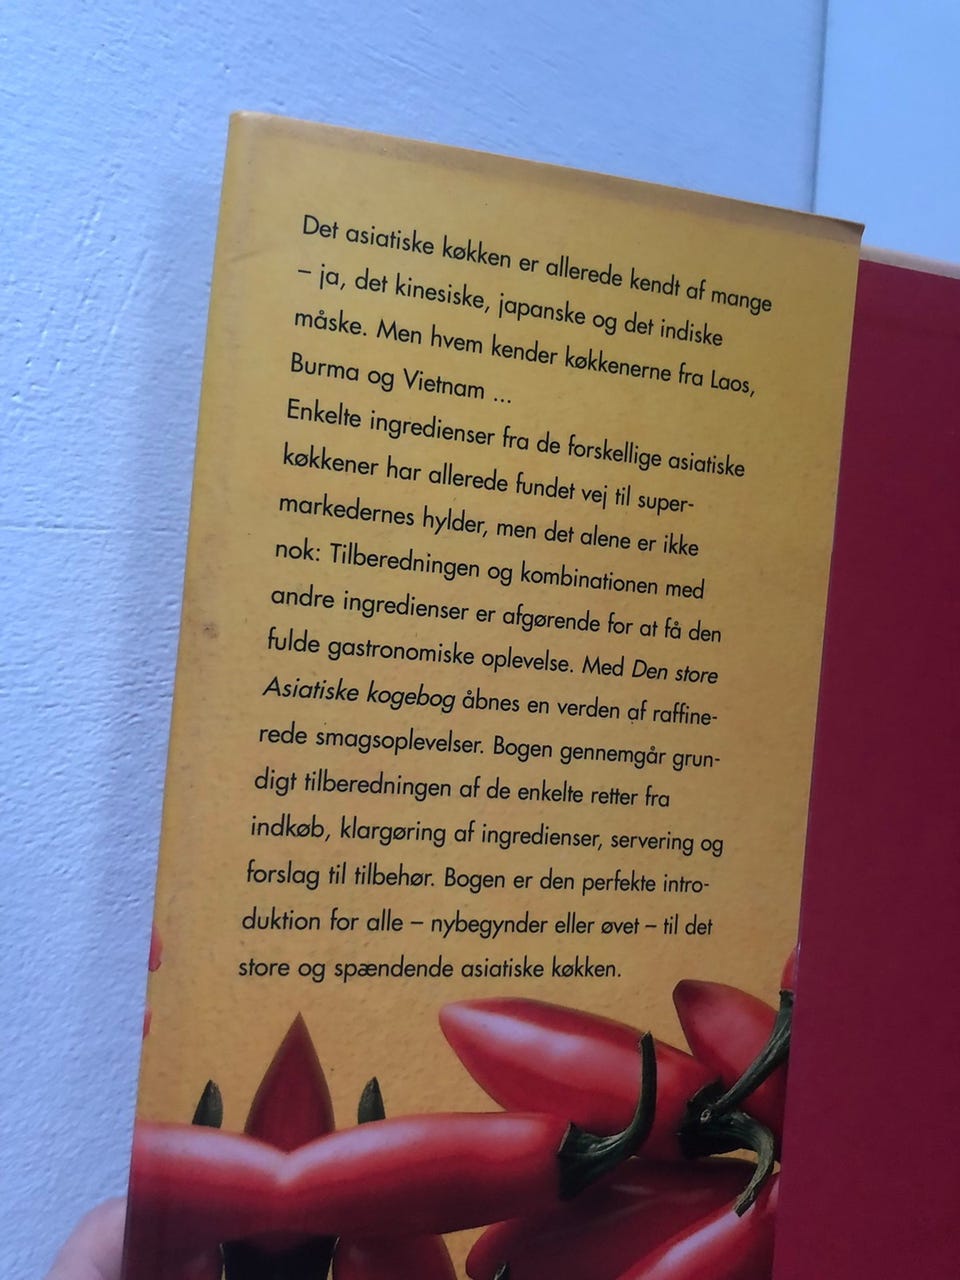 Det asiatiske køkken er allerede kendt af mange
– ja, det kinesiske, japanske og det indiske
måske. Men hvem kender køkkenerne fra Laos,
Burma og Vietnam ...
Enkelte ingredienser fra de forskellige asiatiske
køkkener har allerede fundet vej til super-
markedernes hylder, men det alene er ikke
nok: Tilberedningen og kombinationen med
andre ingredienser er afgørende for at få den
fulde gastronomiske oplevelse. Med Den store
Asiatiske kogebog åbnes en verden af raffine-
rede smagsoplevelser. Bogen gennemgår grun-
digt tilberedningen af de enkelte retter fra
indkøb, klargøring af ingredienser, servering og
forslag til tilbehør. Bogen er den perfekte intro-
duktion for alle – nybegynder eller øvet – til det
store og spændende asiatiske køkken.